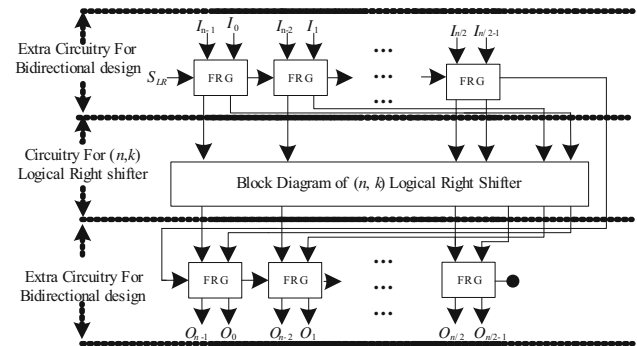 Extra Circuitry For
Bidirectional design
I_{n-1} I_0 I_{n-2} I_1 ... I_{n/2} I_{n/2-1}
S_{LR} FRG FRG ... FRG
Circuitry For (n,k)
Logical Right shifter
Block Diagram of (n, k) Logical Right Shifter
Extra Circuitry For
Bidirectional design
FRG FRG ... FRG
O_{n-1} O_0 O_{n-2} O_1 ... O_{n/2} O_{n/2-1}